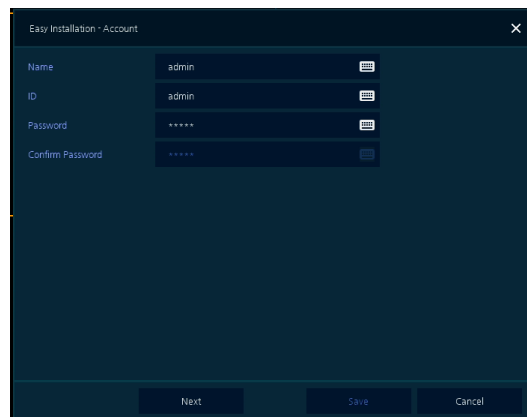 Easy Installation - Account
Name admin
ID admin
Password *****
Confirm Password *****
Next Save Cancel